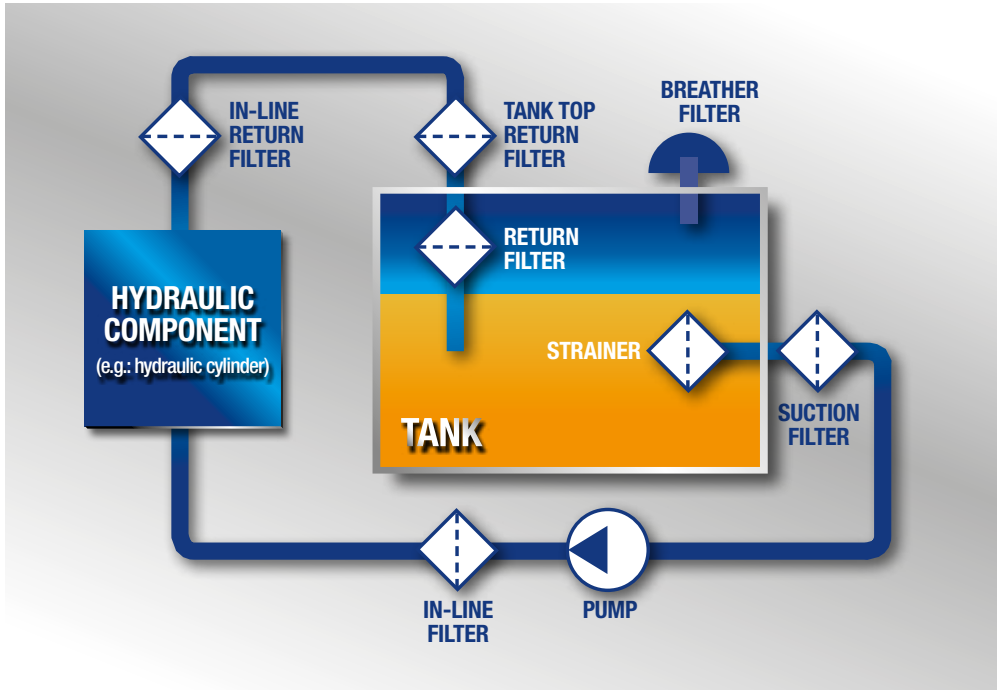 IN-LINE
RETURN
FILTER
TANK TOP
RETURN
FILTER
BREATHER
FILTER
RETURN
FILTER
HYDRAULIC
COMPONENT
(e.g.: hydraulic cylinder)
STRAINER
SUCTION
FILTER
TANK
IN-LINE
FILTER
PUMP